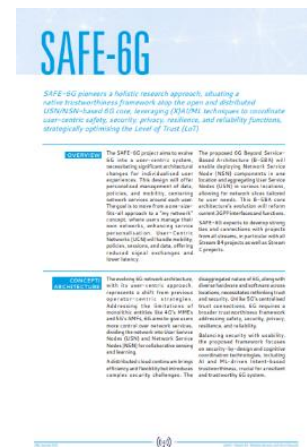 SAFE-6G
SAFE-6G pioneers a holistic research approach, situating a
native trustworthiness framework atop the open and distributed
USN/NSN-based 6G core, leveraging (X)AI/ML techniques to coordinate
user-centric safety, security, privacy, resilience, and reliability functions,
strategically optimising the Level of Trust (LoT)
OVERVIEW
The SAFE-6G project aims to evolve
6G into a user-centric system,
necessitating significant architectural
changes for individualised user
experiences. This design will offer
personalised management of data,
policies, and mobility, centering
network services around each user.
The goal is to move from a one-size-
fits-all approach to a "my network"
concept, where users manage their
own networks, enhancing service
personalisation. User-Centric
Networks (UCN) will handle mobility,
policies, sessions, and data, offering
reduced signal exchanges and
lower latency.
The proposed 6G Beyond Service-
Based Architecture (B-SBA) will
enable deploying Network Service
Node (NSN) components in one
location and aggregating User Service
Nodes (USN) in various locations,
allowing for network slices tailored
to user needs. This B-SBA core
architecture's evolution will reform
current 3GPP interfaces and functions.
SAFE-6G expects to develop strong
ties and connections with projects
from all streams, in particular with all
Stream B4 projects as well as Stream
C projects.
CONCEPT-
ARCHITECTURE
The evolving 6G network architecture,
with its user-centric approach,
represents a shift from previous
operator-centric strategies.
Addressing the limitations of
monolithic entities like 4G's MMEs
and 5G's AMFs, 6G aims to give users
more control over network services,
dividing the network into User Service
Nodes (USN) and Network Service
Nodes (NSN) for collaborative sensing
and learning.
A distributed cloud continuum brings
efficiency and flexibility but introduces
complex security challenges. The
disaggregated nature of 6G, along with
diverse hardware and software across
locations, necessitates rethinking trust
and security. Unlike 5G's centralised
trust connections, 6G requires a
broader trustworthiness framework
addressing safety, security, privacy,
resilience, and reliability.
Balancing security with usability,
the proposed framework focuses
on security-by-design and cognitive
coordination technologies, including
AI and ML-driven intent-based
trustworthiness, crucial for a resilient
and trustworthy 6G system.